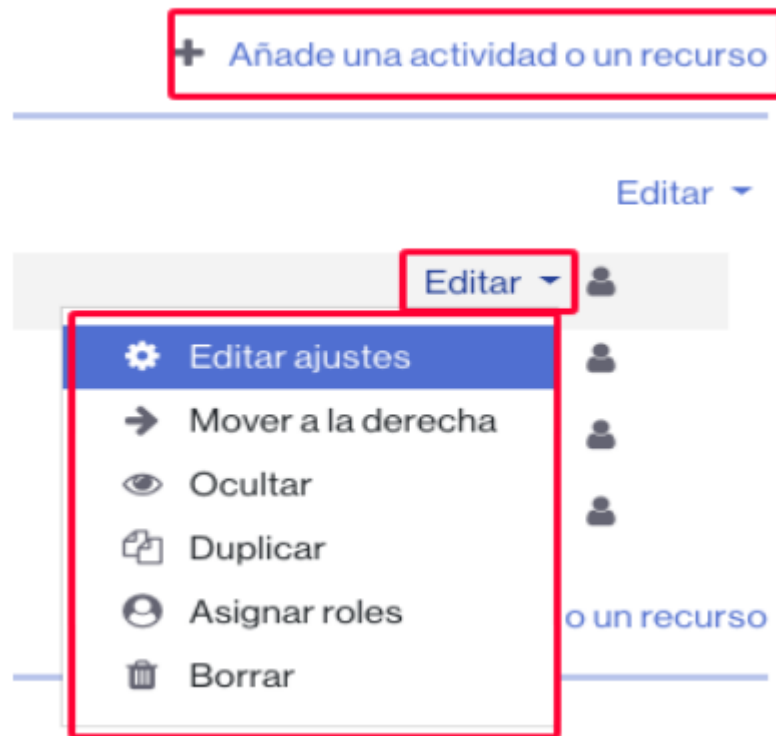 Añade una actividad o un recurso
Editar
Editar
Editar ajustes
Mover a la derecha
Ocultar
Duplicar
Asignar roles
o un recurso
Borrar